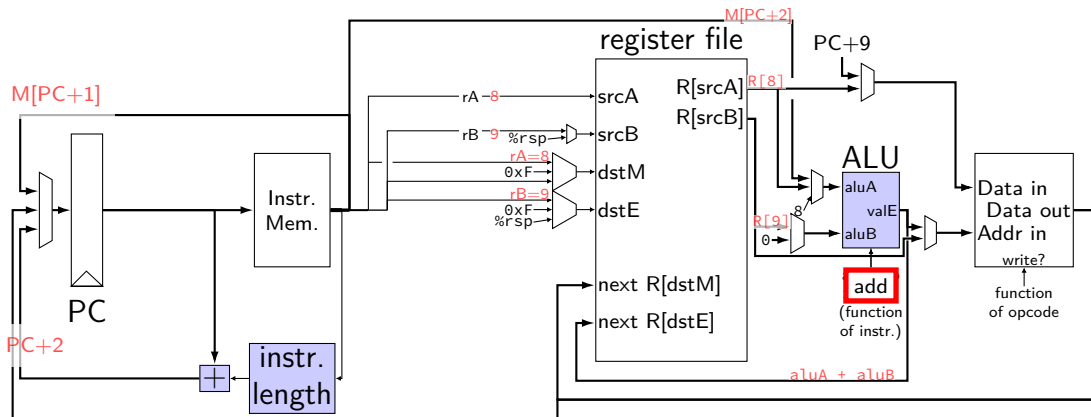 M[PC+2]
register file
PC+9
M[PC+1]
R[8]
R[srcA]
rA 8
srcA
R[srcB]
rB 9
srcB
%rsp
rA=8
ALU
0xF
dstM
Instr.
Mem.
rB=9
aluA
Data in
8
0xF
dstE
valE
Data out
%rsp
R[9]
aluB
Addr in
0
write?
add
next R[dstM]
PC
(function
of instr.)
function
of opcode
next R[dstE]
PC+2
instr.
length
+
aluA + aluB